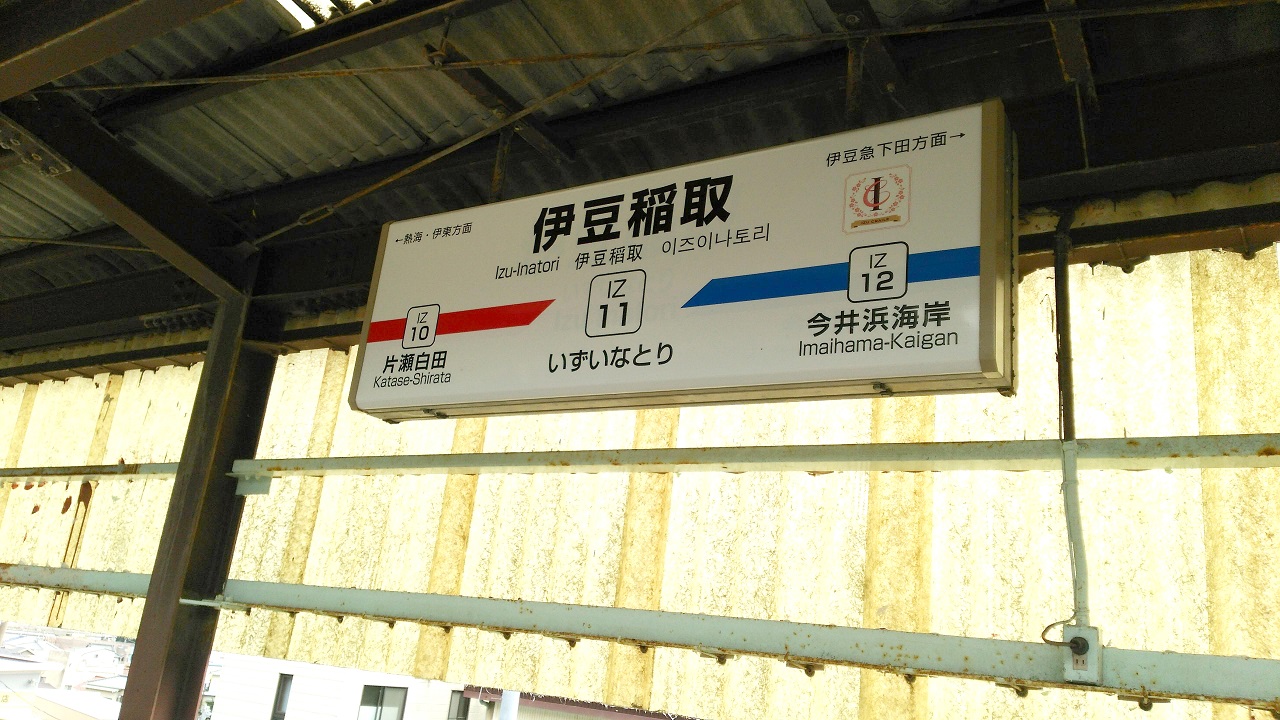 伊豆急下田方面→
←熱海・伊東方面
伊豆稲取
Izu-Inatori 伊豆稲取 이즈이나토리
IZ
10
片瀬白田
Katase-Shirata
IZ
11
いずいなとり
IZ
12
今井浜海岸
Imaihama-Kaigan